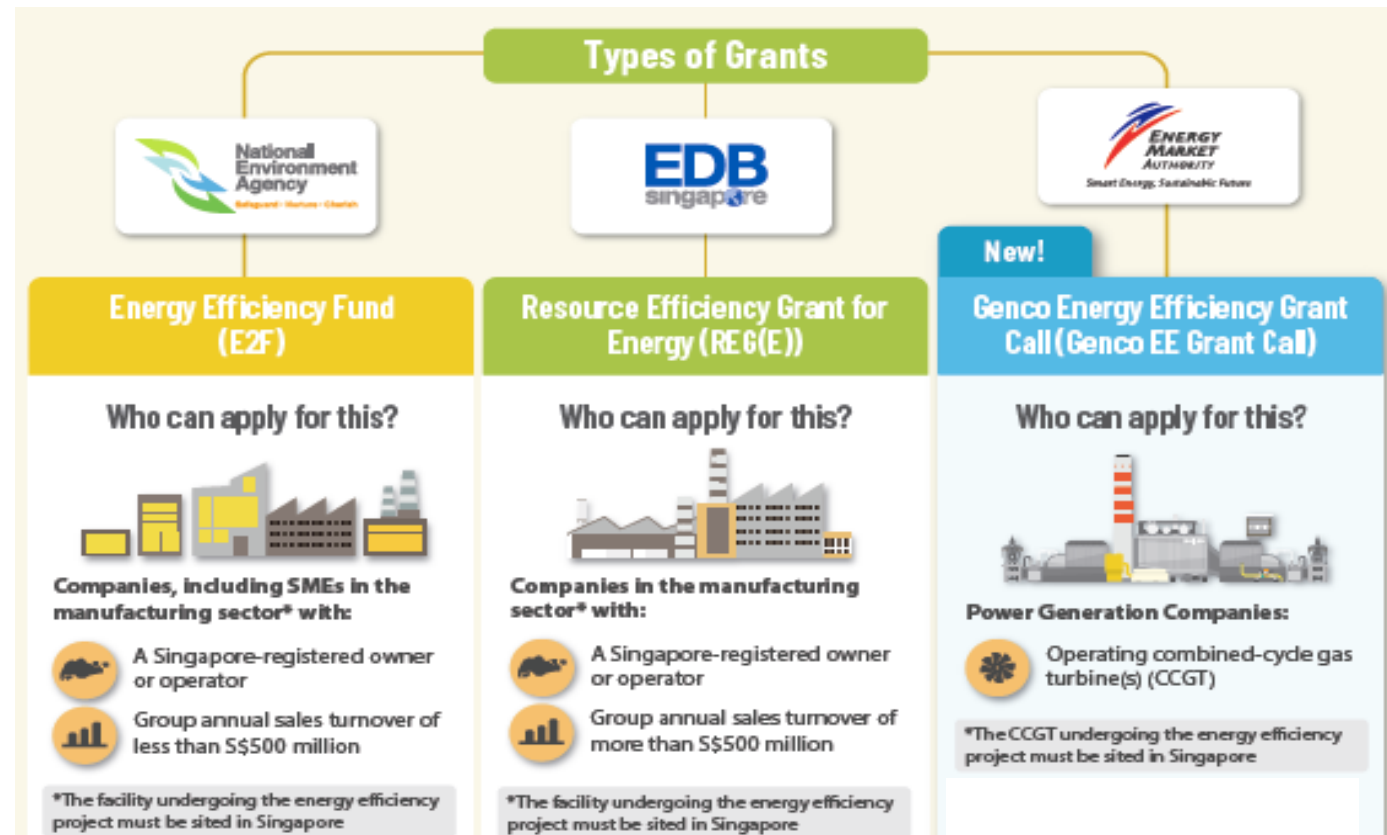 Types of Grants
National
Environment
Agency
Safeguard • Nurture • Cherish
EDB
singapore
ENERGY
MARKET
AUTHORITY
Smart Energy, Sustainable Future
New!
Energy Efficiency Fund
(E2F)
Who can apply for this?
Companies, including SMEs in the
manufacturing sector* with:
A Singapore-registered owner
or operator
Group annual sales turnover of
less than S$500 million
*The facility undergoing the energy efficiency
project must be sited in Singapore
Resource Efficiency Grant for
Energy (REG(E))
Who can apply for this?
Companies in the manufacturing
sector* with:
A Singapore-registered owner
or operator
Group annual sales turnover of
more than S$500 million
*The facility undergoing the energy efficiency
project must be sited in Singapore
Genco Energy Efficiency Grant
Call (Genco EE Grant Call)
Who can apply for this?
Power Generation Companies:
Operating combined-cycle gas
turbine(s) (CCGT)
*The CCGT undergoing the energy efficiency
project must be sited in Singapore